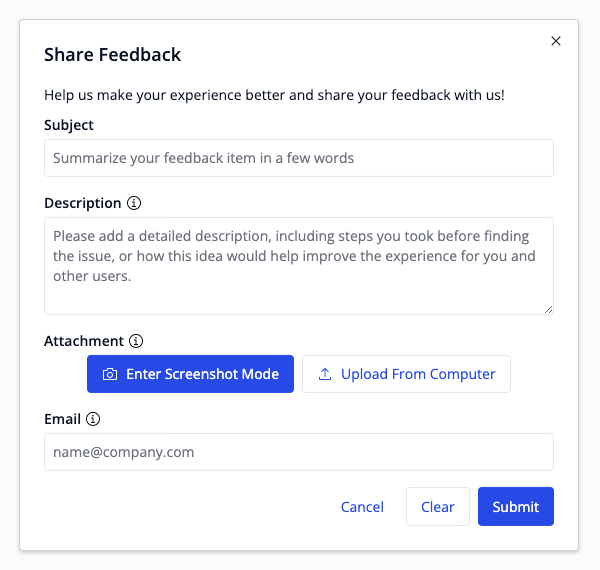 Share Feedback
Help us make your experience better and share your feedback with us!
Subject
Summarize your feedback item in a few words
Description
Please add a detailed description, including steps you took before finding
the issue, or how this idea would help improve the experience for you and
other users.
Attachment
Enter Screenshot Mode
Upload From Computer
Email
name@company.com
Cancel
Clear
Submit